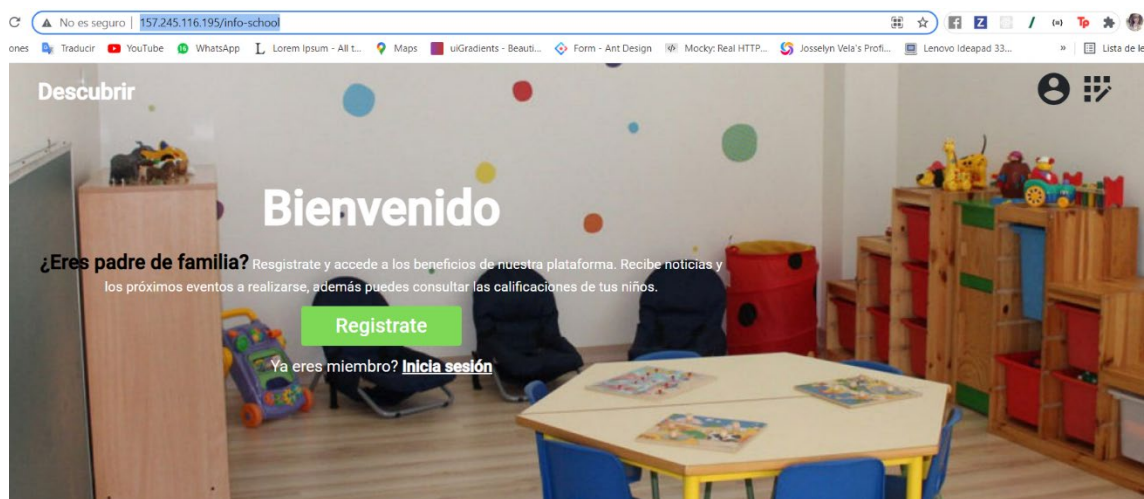 No es seguro | 157.245.116.195/info-school
ones Traducir YouTube WhatsApp Lorem Ipsum - All t... Maps uiGradients - Beauti... Form - Ant Design Mocky: Real HTTP... Josselyn Vela's Profi... Lenovo Ideapad 33... » Lista de le
Descubrir
Bienvenido
¿Eres padre de familia? Resgistrate y accede a los beneficios de nuestra plataforma. Recibe noticias y
los próximos eventos a realizarse, además puedes consultar las calificaciones de tus niños.
Registrate
Ya eres miembro? Inicia sesión